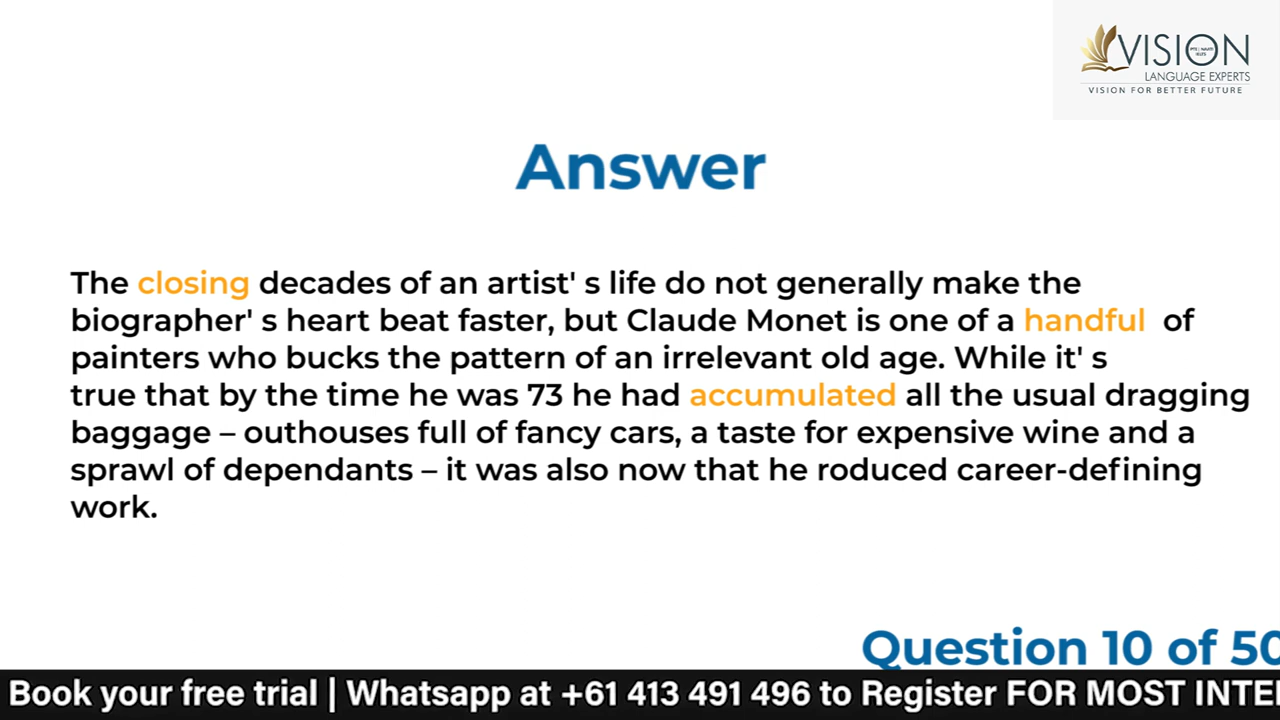 VISION
LANGUAGE EXPERTS
VISION FOR BETTER FUTURE
Answer
The closing decades of an artist' s life do not generally make the
biographer' s heart beat faster, but Claude Monet is one of a handful of
painters who bucks the pattern of an irrelevant old age. While it' s
true that by the time he was 73 he had accumulated all the usual dragging
baggage – outhouses full of fancy cars, a taste for expensive wine and a
sprawl of dependants – it was also now that he roduced career-defining
work.
Question 10 of 50
Book your free trial | Whatsapp at +61 413 491 496 to Register FOR MOST